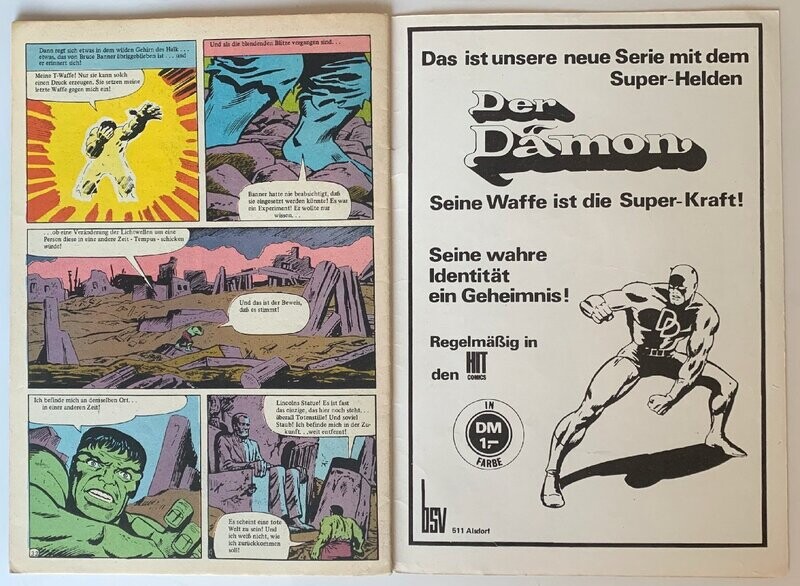 Dann regt sich etwas in dem wilden Gehirn des Hulk . . .
etwas, das von Bruce Banner übriggeblieben ist . . . und
er erinnert sich!
Meine T-Waffe! Nur sie kann solch
einen Druck erzeugen. Sie setzen meine
letzte Waffe gegen mich ein!
Und als die blendenden Blitze vergangen sind. . .
Banner hatte nie beabsichtigt, daß
sie eingesetzt werden könnte! Es war
ein Experiment! Er wollte nur
wissen. . .
. . .ob eine Veränderung der Lichtwellen um eine
Person diese in eine andere Zeit - Tempus - schicken
würde!
Und das ist der Beweis,
daß es stimmt!
Ich befinde mich an demselben Ort. . .
in einer anderen Zeit!
Lincolns Statue! Es ist fast
das einzige, das hier noch steht. . .
überall Totenstille! Und soviel
Staub! Ich befinde mich in der Zu-
kunft. . .weit entfernt!
Es scheint eine tote
Welt zu sein! Und
ich weiß nicht, wie
ich zurückkommen
soll!
Das ist unsere neue Serie mit dem
Super-Helden
Der
Dämon
Seine Waffe ist die Super-Kraft!
Seine wahre
Identität
ein Geheimnis!
Regelmäßig in
den HIT
COMICS
DD
IN
DM
1,–
FARBE
bsv
511 Alsdorf